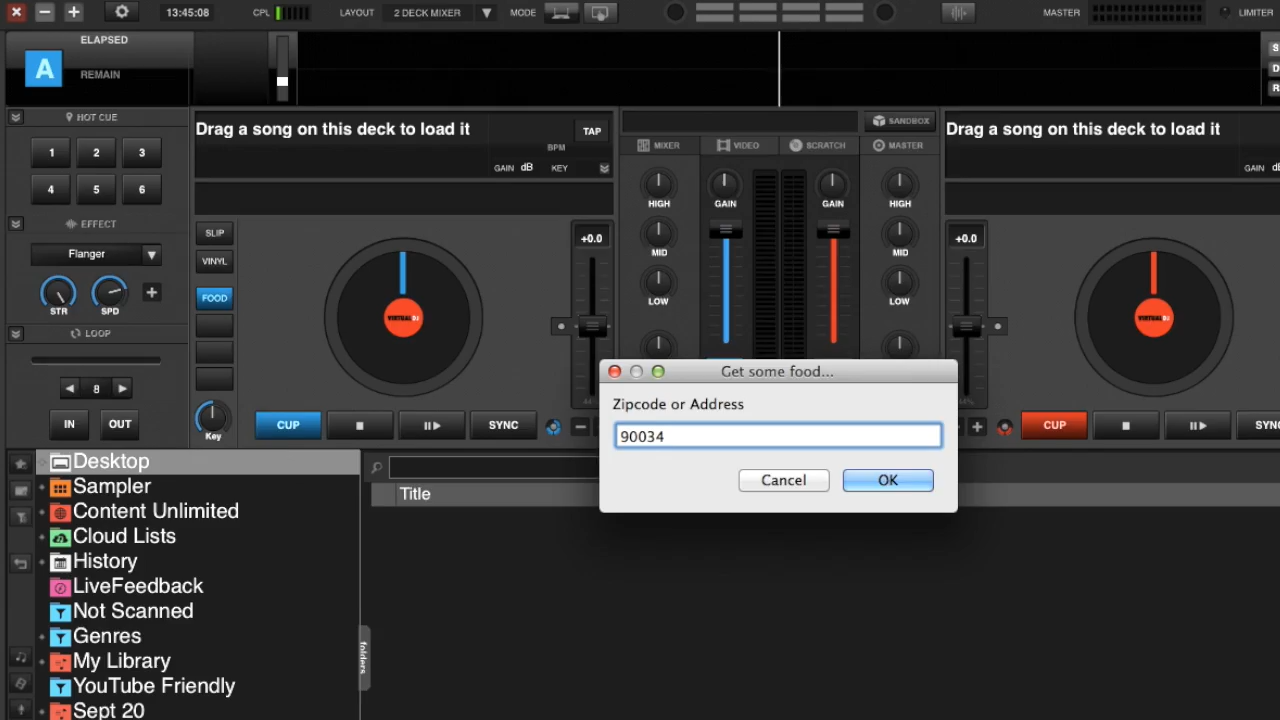 13:45:08
CPL
LAYOUT
2 DECK MIXER
MODE
MASTER
LIMITER
A
ELAPSED
REMAIN
HOT CUE
1
2
3
4
5
6
EFFECT
Flanger
STR
SPD
LOOP
8
IN
OUT
Drag a song on this deck to load it
TAP
BPM
GAIN dB
KEY
SLIP
VINYL
FOOD
Key
VIRTUAL DJ
+0.0
CUP
SYNC
SANDBOX
MIXER
VIDEO
SCRATCH
MASTER
HIGH
GAIN
GAIN
HIGH
MID
MID
LOW
LOW
Drag a song on this deck to load it
GAIN
+0.0
VIRTUAL DJ
CUP
Get some food...
Zipcode or Address
90034
Cancel
OK
Desktop
Sampler
Content Unlimited
Cloud Lists
History
LiveFeedback
Not Scanned
Genres
My Library
YouTube Friendly
Sept 20
folders
Title